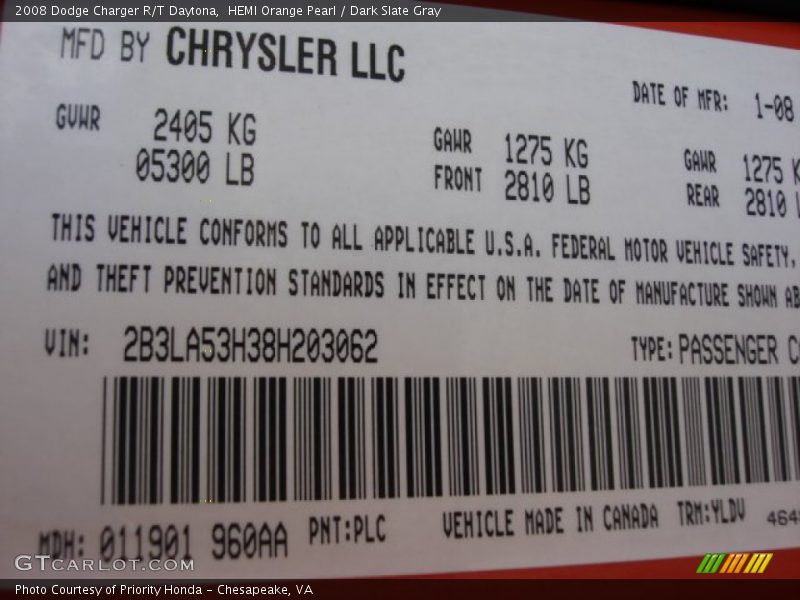 2008 Dodge Charger R/T Daytona,  HEMI Orange Pearl / Dark Slate Gray
MFD BY CHRYSLER LLC
DATE OF MFR: 1-08
GVWR 2405 KG GAWR 1275 KG GAWR 1275 K
05300 LB FRONT 2810 LB REAR 2810 L
THIS VEHICLE CONFORMS TO ALL APPLICABLE U.S.A. FEDERAL MOTOR VEHICLE SAFETY,
AND THEFT PREVENTION STANDARDS IN EFFECT ON THE DATE OF MANUFACTURE SHOWN AB
VIN: 2B3LA53H38H203062 TYPE: PASSENGER C
MDH: 011901 960AA PNT:PLC VEHICLE MADE IN CANADA TRM:YLDV 464
GTCARLOT.COM
Photo Courtesy of Priority Honda - Chesapeake, VA